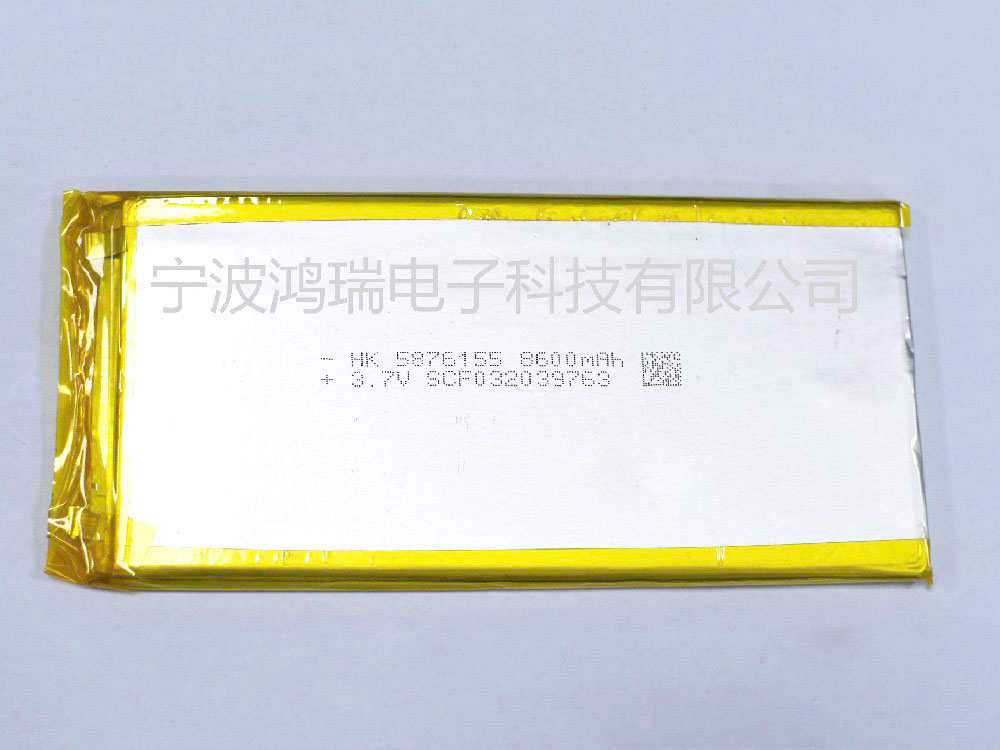 宁波鸿瑞电子科技有限公司
- HK 5876155 8600mAh
+ 3.7V SCF032039763